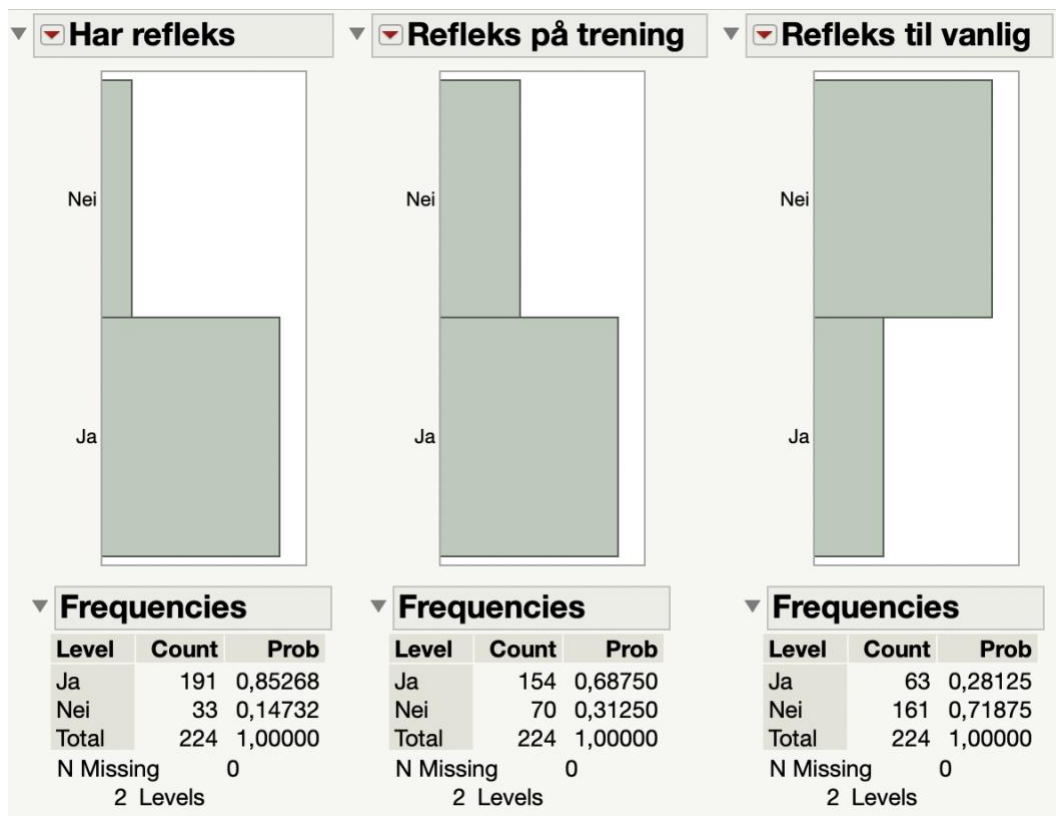 Har refleks
Nei
Ja
Frequencies
Level Count Prob
Ja 191 0,85268
Nei 33 0,14732
Total 224 1,00000
N Missing 0
2 Levels
Refleks på trening
Nei
Ja
Frequencies
Level Count Prob
Ja 154 0,68750
Nei 70 0,31250
Total 224 1,00000
N Missing 0
2 Levels
Refleks til vanlig
Nei
Ja
Frequencies
Level Count Prob
Ja 63 0,28125
Nei 161 0,71875
Total 224 1,00000
N Missing 0
2 Levels